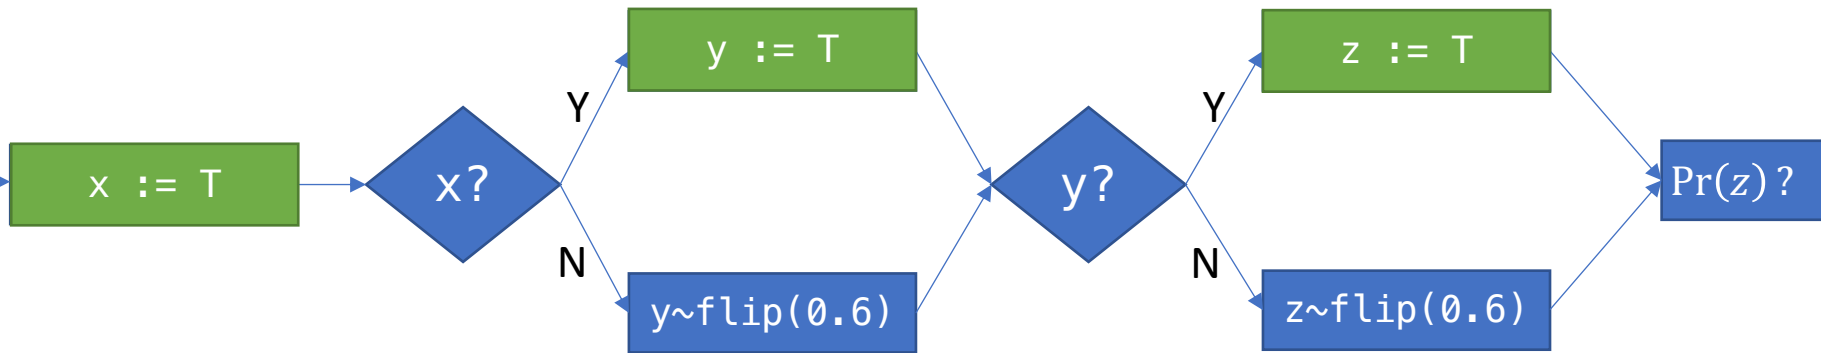 x := T
x?
Y
y := T
N
y~flip(0.6)
y?
Y
z := T
N
z~flip(0.6)
Pr(z)?